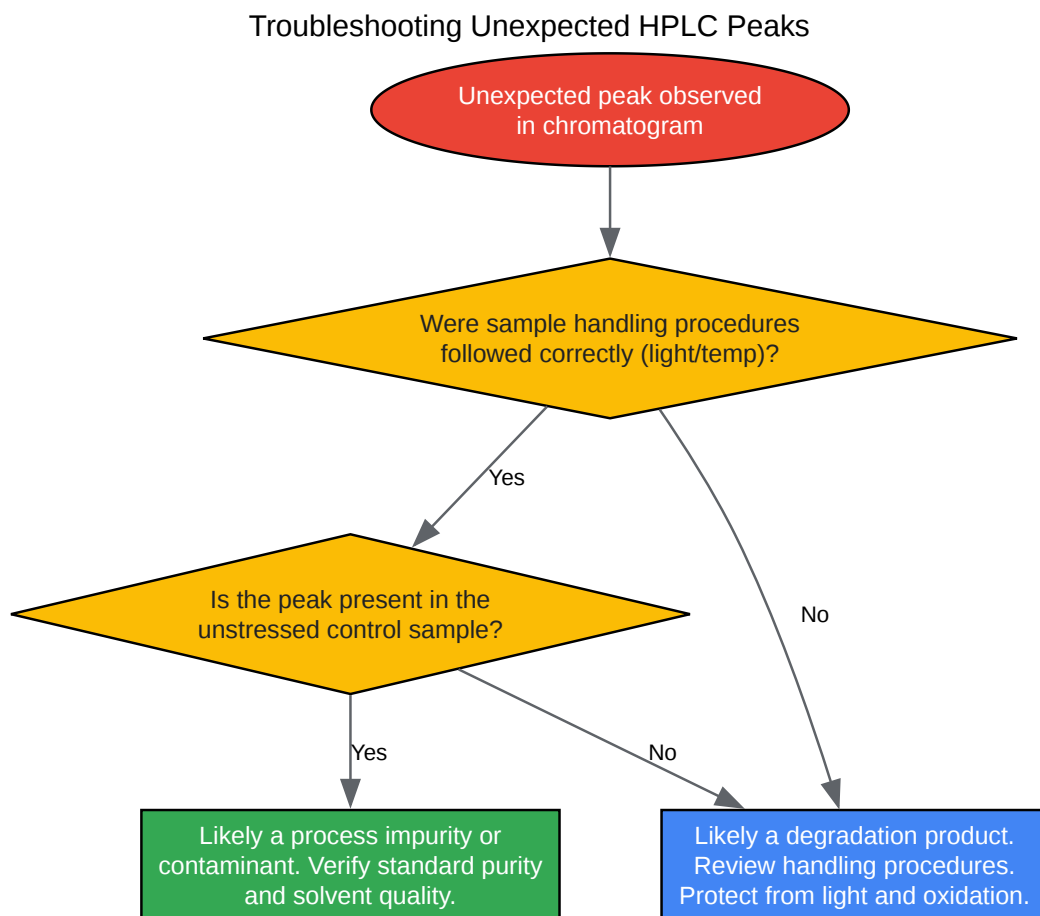 Troubleshooting Unexpected HPLC Peaks
Unexpected peak observed
in chromatogram
Were sample handling procedures
followed correctly (light/temp)?
Yes
No
Is the peak present in the
unstressed control sample?
Yes
No
Likely a process impurity or
contaminant. Verify standard purity
and solvent quality.
Likely a degradation product.
Review handling procedures.
Protect from light and oxidation.